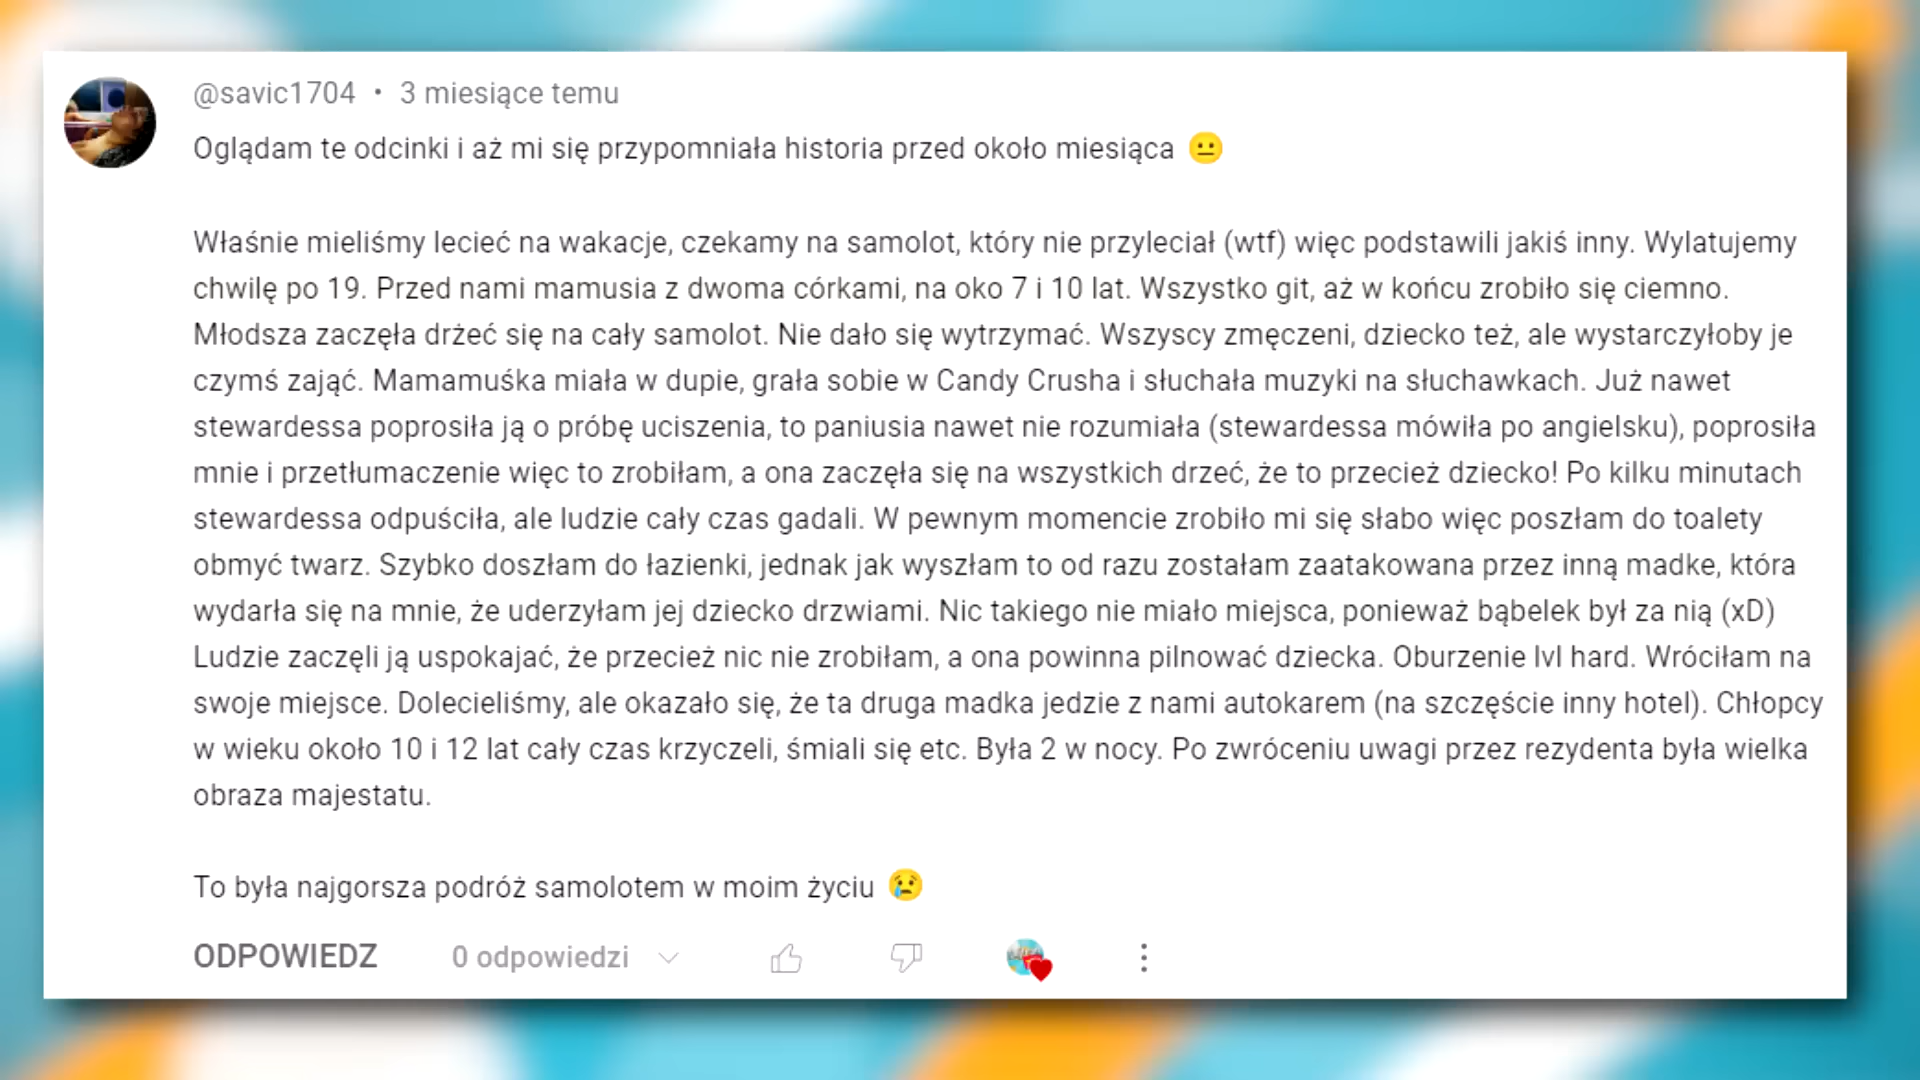 @savic1704 • 3 miesiące temu
Oglądam te odcinki i aż mi się przypomniała historia przed około miesiąca 😐
Właśnie mieliśmy lecieć na wakacje, czekamy na samolot, który nie przyleciał (wtf) więc podstawili jakiś inny. Wylatujemy
chwilę po 19. Przed nami mamusia z dwoma córkami, na oko 7 i 10 lat. Wszystko git, aż w końcu zrobiło się ciemno.
Młodsza zaczęła drżeć się na cały samolot. Nie dało się wytrzymać. Wszyscy zmęczeni, dziecko też, ale wystarczyłoby je
czymś zająć. Mamamuśka miała w dupie, grała sobie w Candy Crusha i słuchała muzyki na słuchawkach. Już nawet
stewardessa poprosiła ją o próbę uciszenia, to paniusia nawet nie rozumiała (stewardessa mówiła po angielsku), poprosiła
mnie i przetłumaczenie więc to zrobiłam, a ona zaczęła się na wszystkich drzeć, że to przecież dziecko! Po kilku minutach
stewardessa odpuściła, ale ludzie cały czas gadali. W pewnym momencie zrobiło mi się słabo więc poszłam do toalety
obmyć twarz. Szybko doszłam do łazienki, jednak jak wyszłam to od razu zostałam zaatakowana przez inną madke, która
wydarła się na mnie, że uderzyłam jej dziecko drzwiami. Nic takiego nie miało miejsca, ponieważ bąbelek był za nią (xD)
Ludzie zaczęli ją uspokajać, że przecież nic nie zrobiłam, a ona powinna pilnować dziecka. Oburzenie lvl hard. Wróciłam na
swoje miejsce. Dolecieliśmy, ale okazało się, że ta druga madka jedzie z nami autokarem (na szczęście inny hotel). Chłopcy
w wieku około 10 i 12 lat cały czas krzyczeli, śmiali się etc. Była 2 w nocy. Po zwróceniu uwagi przez rezydenta była wielka
obraza majestatu.
To była najgorsza podróż samolotem w moim życiu 😢
ODPOWIEDZ 0 odpowiedzi